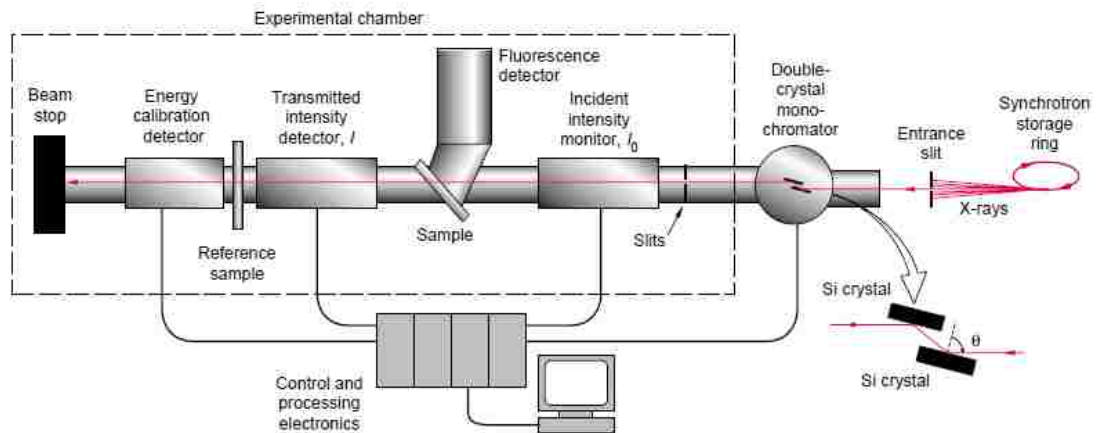 Experimental chamber
Beam
stop
Energy
calibration
detector
Transmitted
intensity
detector, I
Fluorescence
detector
Incident
intensity
monitor, I0
Double-
crystal
mono-
chromator
Entrance
slit
Synchrotron
storage
ring
X-rays
Reference
sample
Sample
Slits
Si crystal
θ
Si crystal
Control and
processing
electronics